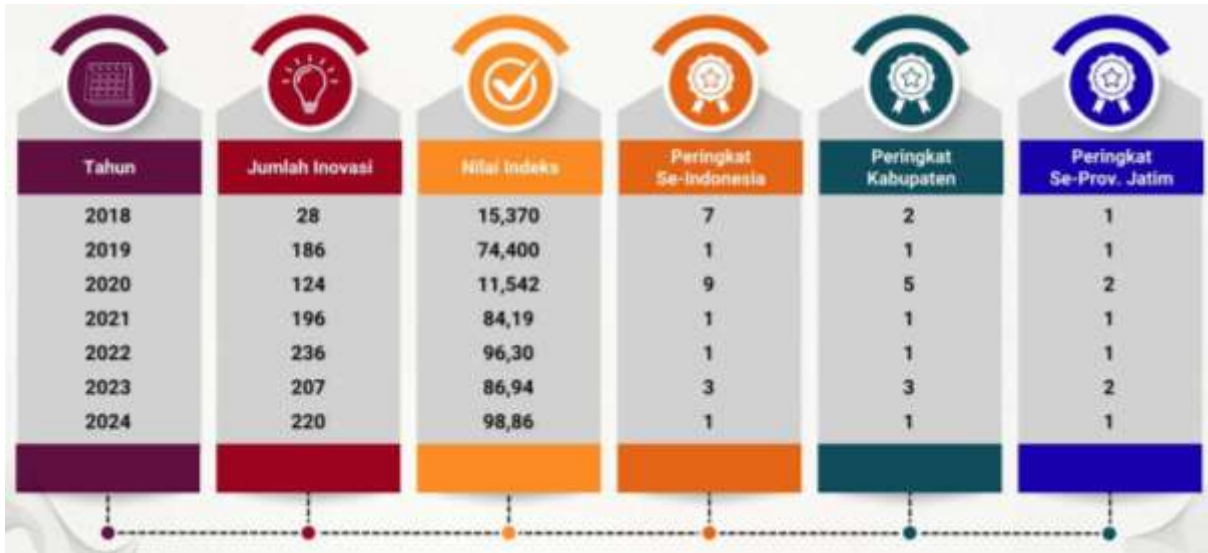 Tahun Jumlah Inovasi Nilai Indeks Peringkat Se-Indonesia Peringkat Kabupaten Peringkat Se-Prov. Jatim
2018 28 15,370 7 2 1
2019 186 74,400 1 1 1
2020 124 11,542 9 5 2
2021 196 84,19 1 1 1
2022 236 96,30 1 1 1
2023 207 86,94 3 3 2
2024 220 98,86 1 1 1